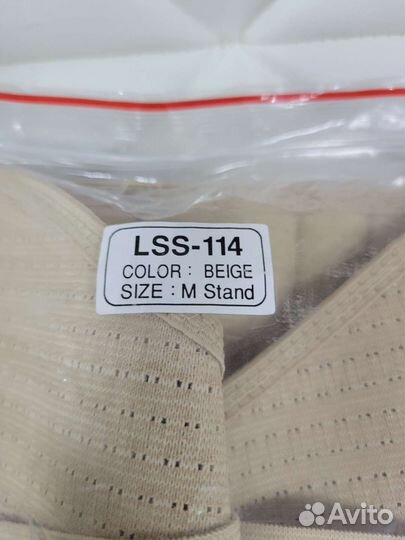 LSS-114
COLOR : BEIGE
SIZE : M Stand
Avito